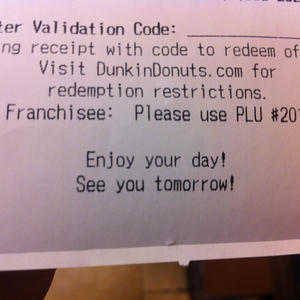 ter Validation Code:
ng receipt with code to redeem of
Visit DunkinDonuts.com for
redemption restrictions.
Franchisee: Please use PLU #20
Enjoy your day!
See you tomorrow!